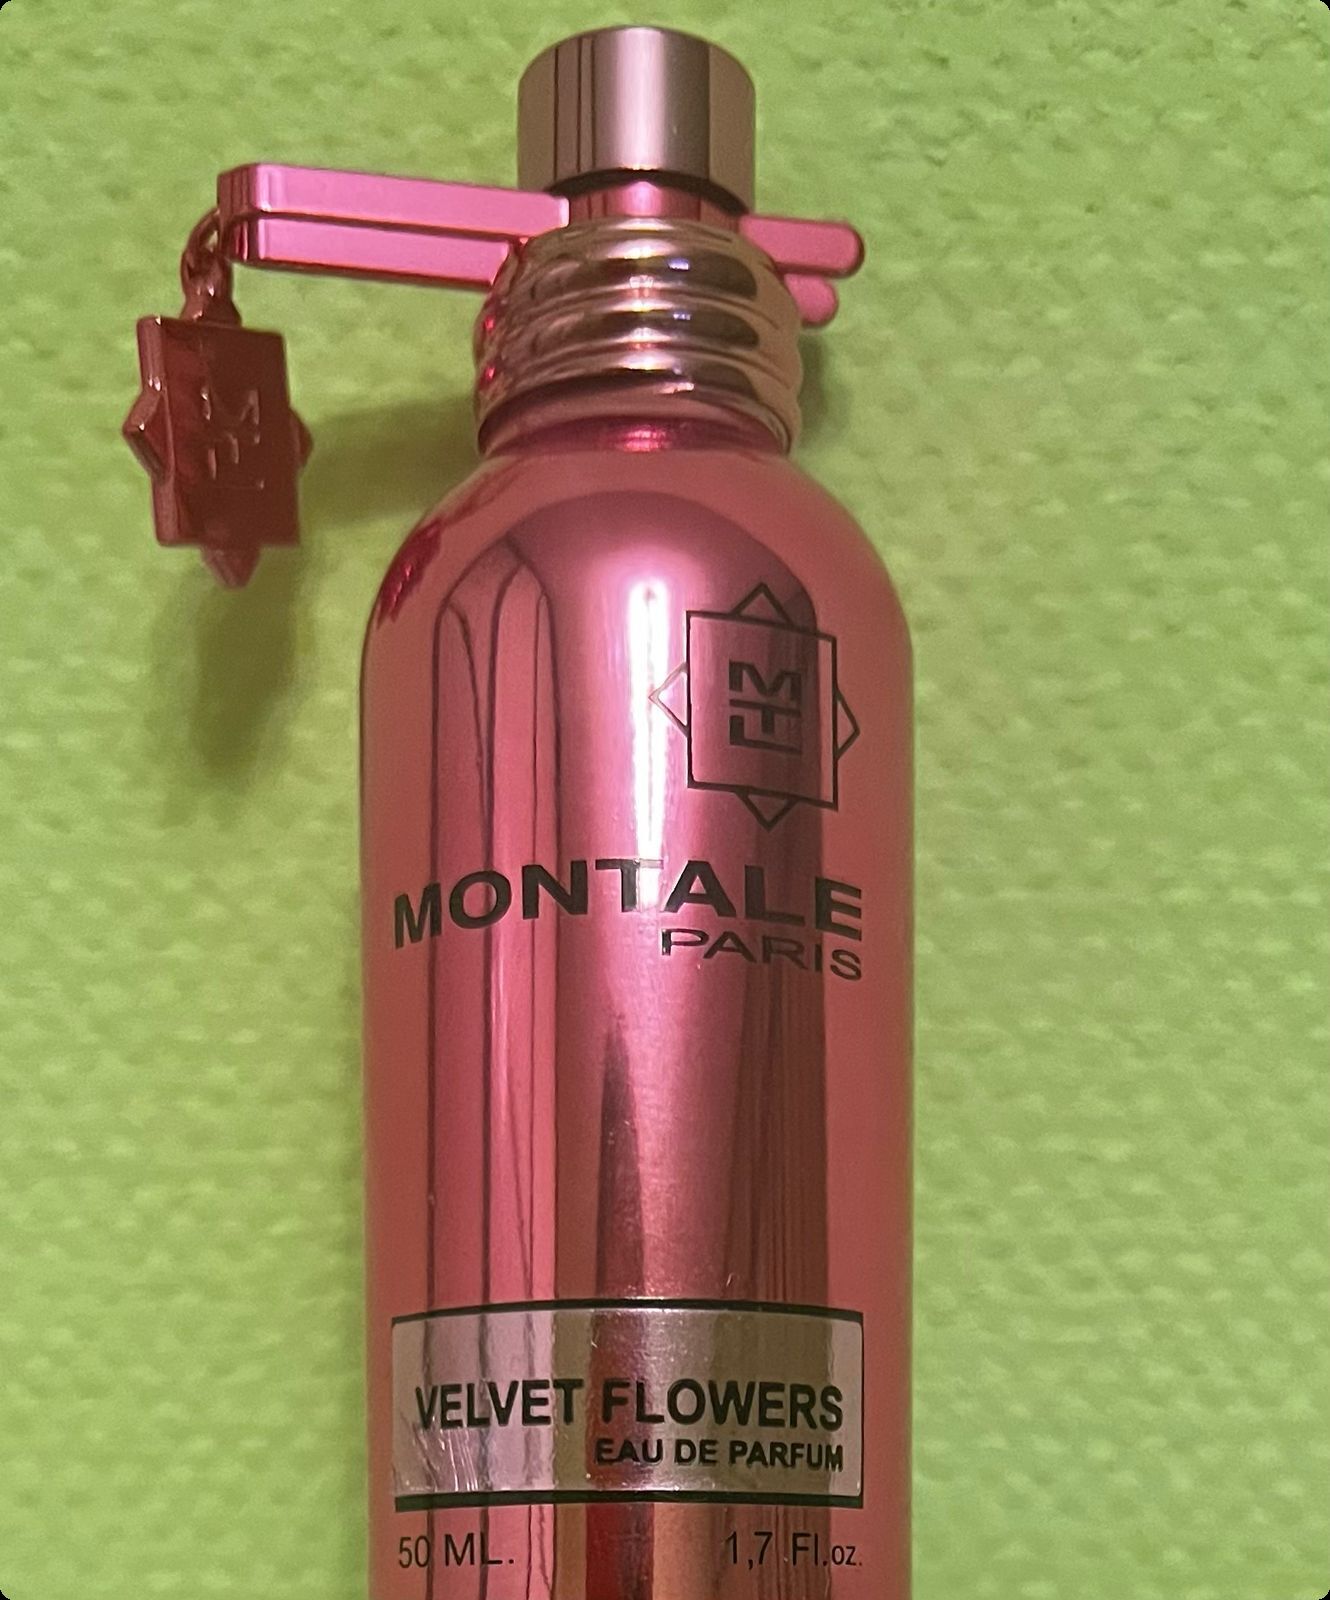 MONTALE
PARIS
VELVET FLOWERS
EAU DE PARFUM
50 ML. 1,7 Fl.oz.